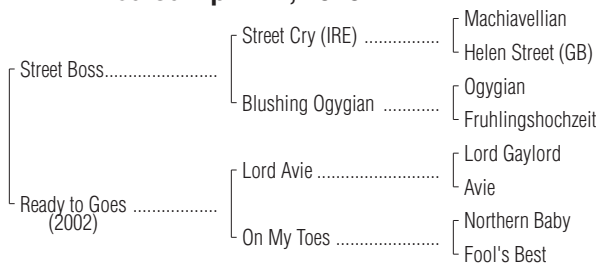 Street Boss
Ready to Goes
(2002)
Street Cry (IRE)
Blushing Ogygian
Lord Avie
On My Toes
Machiavellian
Helen Street (GB)
Ogygian
Fruhlingshochzeit
Lord Gaylord
Avie
Northern Baby
Fool's Best